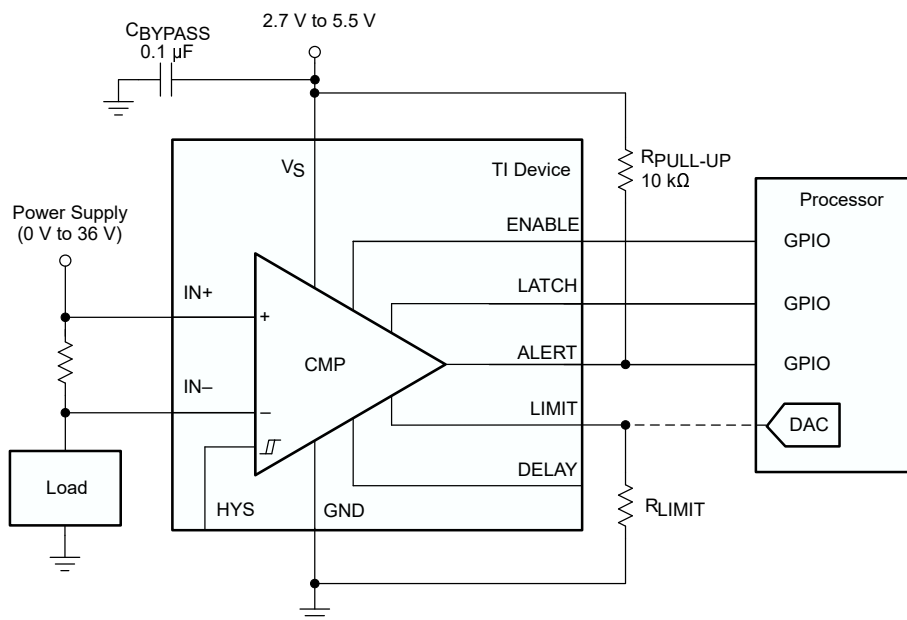 2.7 V to 5.5 V
CBYPASS
0.1 µF
VS
TI Device
RPULL-UP
10 kΩ
Processor
Power Supply
(0 V to 36 V)
ENABLE
GPIO
IN+
LATCH
GPIO
+
CMP
ALERT
GPIO
IN–
–
LIMIT
DAC
DELAY
Load
HYS
GND
RLIMIT